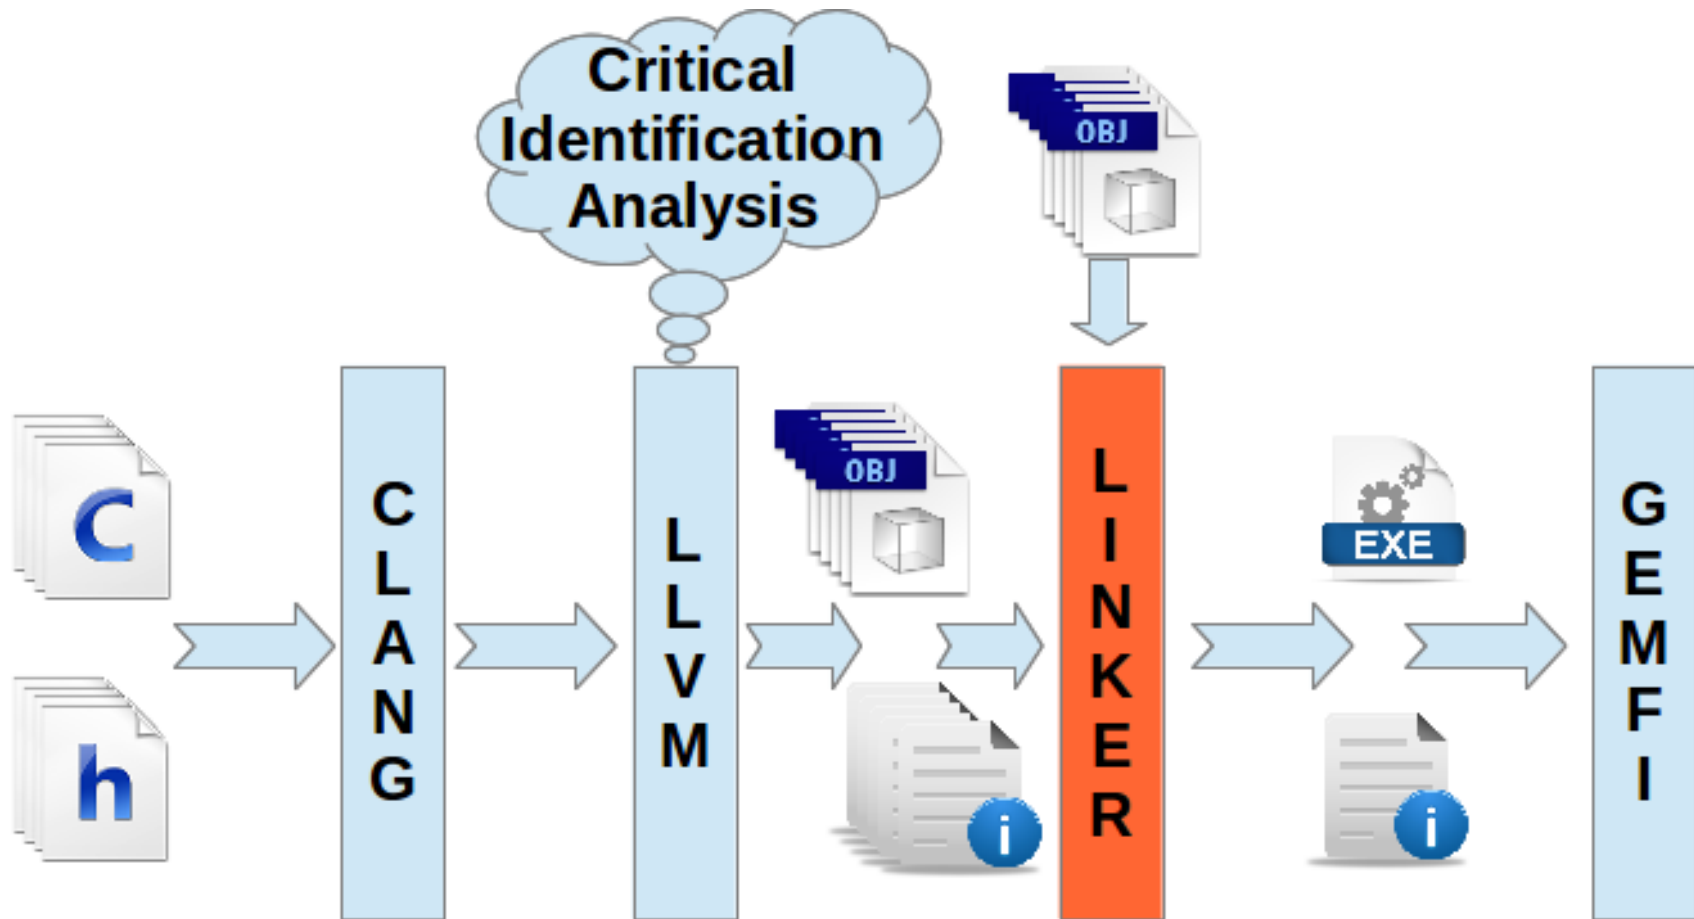 Critical
Identification
Analysis
OBJ
C
h
CLANG
LLVM
OBJ
i
LINKER
EXE
i
GEMFI